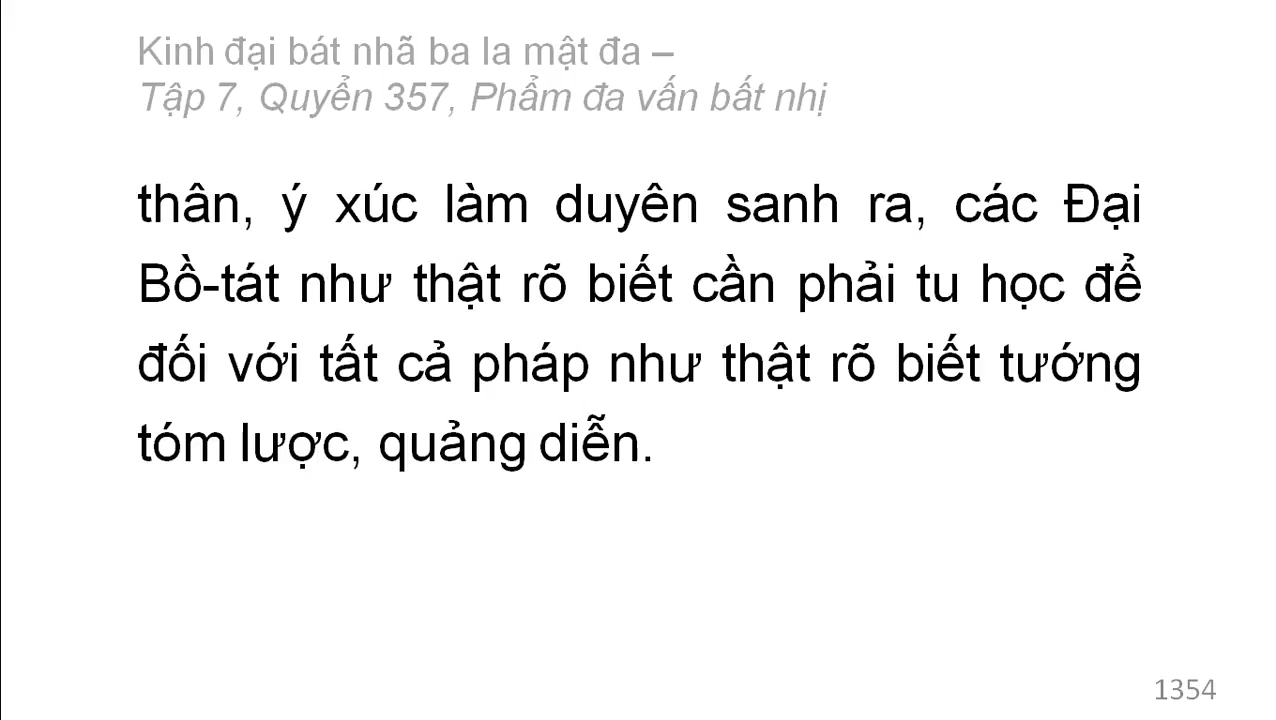 Kinh đại bát nhã ba la mật đa –
Tập 7, Quyển 357, Phẩm đa vấn bất nhị
thân, ý xúc làm duyên sanh ra, các Đại
Bồ-tát như thật rõ biết cần phải tu học để
đối với tất cả pháp như thật rõ biết tướng
tóm lược, quảng diễn.
1354